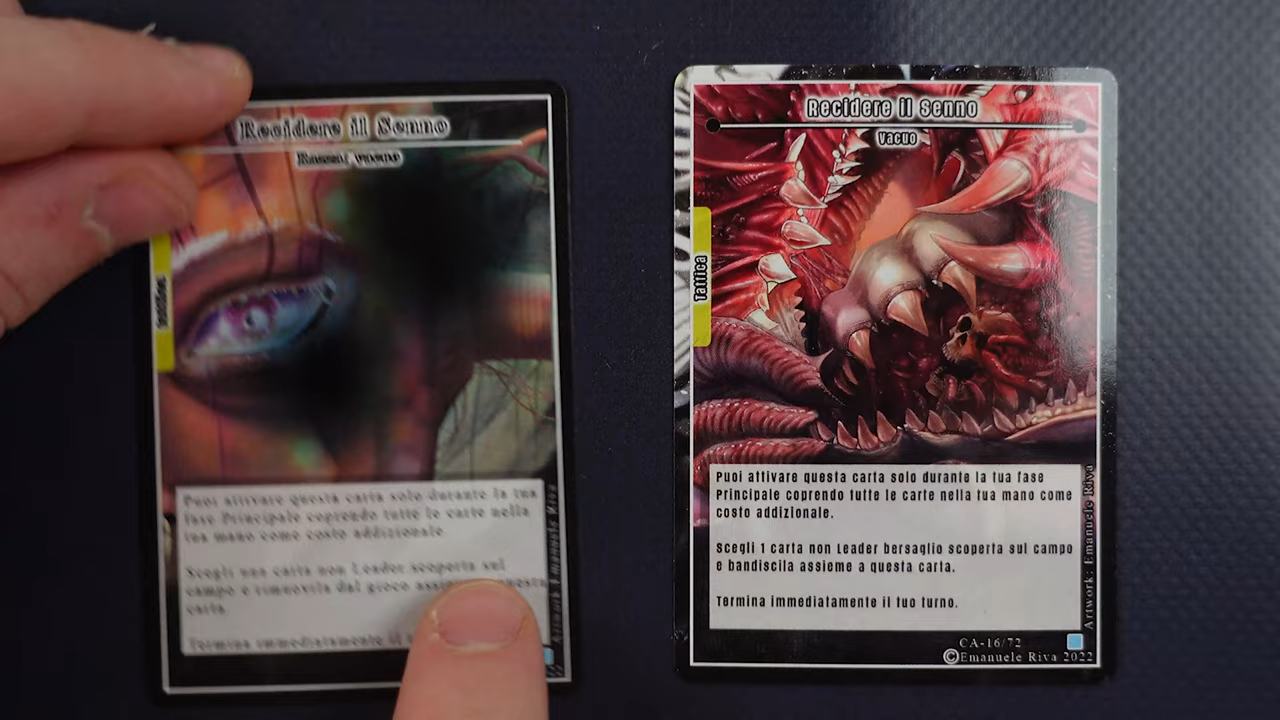 Recidere il Senno
vacuo
Tattica
Puoi attivare questa carta solo durante la tua
fase Principale coprendo tutte le carte nella
tua mano come costo addizionale
Scegli una carta non Leader scoperta sul
campo e rimuovila dal gioco
carta.
Termina immediatamente il
Recidere il Senno
vacuo
Tattica
Puoi attivare questa carta solo durante la tua fase
Principale coprendo tutte le carte nella tua mano come
costo addizionale.
Scegli 1 carta non Leader bersaglio scoperta sul campo
e bandiscila assieme a questa carta.
Termina immediatamente il tuo turno.
Artwork: Emanuele Riva
CA-16/72
©Emanuele Riva 2022